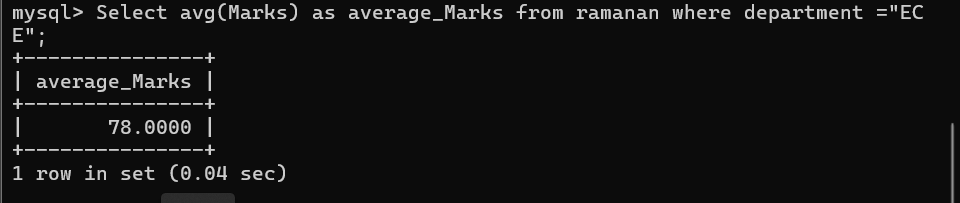 mysql> Select avg(Marks) as average_Marks from ramanan where department ="EC
E";
+---------------+
| average_Marks |
+---------------+
|       78.0000 |
+---------------+
1 row in set (0.04 sec)